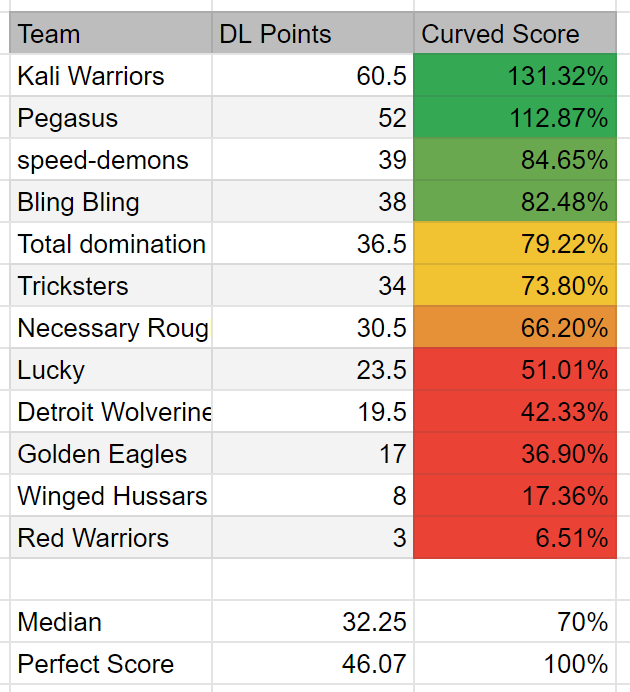 Team DL Points Curved Score
Kali Warriors 60.5 131.32%
Pegasus 52 112.87%
speed-demons 39 84.65%
Bling Bling 38 82.48%
Total domination 36.5 79.22%
Tricksters 34 73.80%
Necessary Roug 30.5 66.20%
Lucky 23.5 51.01%
Detroit Wolverine 19.5 42.33%
Golden Eagles 17 36.90%
Winged Hussars 8 17.36%
Red Warriors 3 6.51%
Median 32.25 70%
Perfect Score 46.07 100%